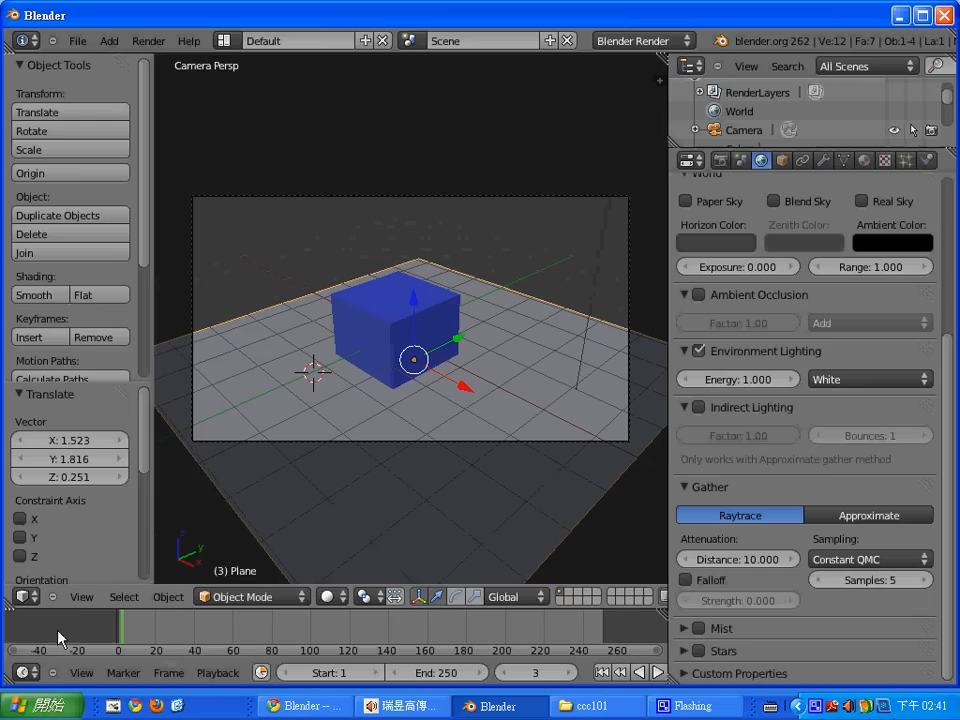 Blender
File Add Render Help Default Scene Blender Render blender.org 262 | Ve:12 | Fa:7 | Ob:1-4 | La:1 |
Object Tools
Transform:
Translate
Rotate
Scale
Origin
Object:
Duplicate Objects
Delete
Join
Shading:
Smooth Flat
Keyframes:
Insert Remove
Motion Paths:
Calculate Paths
Translate
Vector
X: 1.523
Y: 1.816
Z: 0.251
Constraint Axis
X
Y
Z
Orientation
Camera Persp
(3) Plane
View Select Object Object Mode Global
-40 -20 0 20 40 60 80 100 120 140 160 180 200 220 240 260
View Marker Frame Playback Start: 1 End: 250 3
View Search All Scenes
RenderLayers |
World
Camera |
World
Paper Sky Blend Sky Real Sky
Horizon Color: Zenith Color: Ambient Color:
Exposure: 0.000 Range: 1.000
Ambient Occlusion
Factor: 1.00 Add
Environment Lighting
Energy: 1.000 White
Indirect Lighting
Factor: 1.00 Bounces: 1
Only works with Approximate gather method
Gather
Raytrace Approximate
Attenuation: Sampling:
Distance: 10.000 Constant QMC
Falloff Samples: 5
Strength: 0.000
Mist
Stars
Custom Properties
開始 Blender -- ... 瑞昱高傳... Blender ccc101 Flashing 下午 02:41